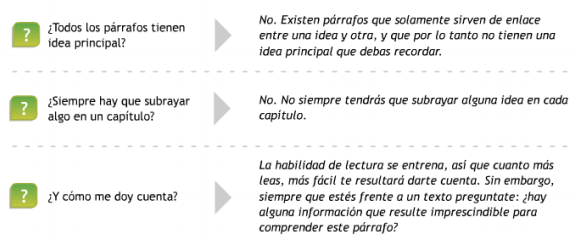 ?
¿Todos los párrafos tienen
idea principal?
No. Existen párrafos que solamente sirven de enlace
entre una idea y otra, y que por lo tanto no tienen una
idea principal que debas recordar.
?
¿Siempre hay que subrayar
algo en un capítulo?
No. No siempre tendrás que subrayar alguna idea en cada
capítulo.
?
¿Y cómo me doy cuenta?
La habilidad de lectura se entrena, así que cuanto más
leas, más fácil te resultará darte cuenta. Sin embargo,
siempre que estés frente a un texto preguntate: ¿hay
alguna información que resulte imprescindible para
comprender este párrafo?